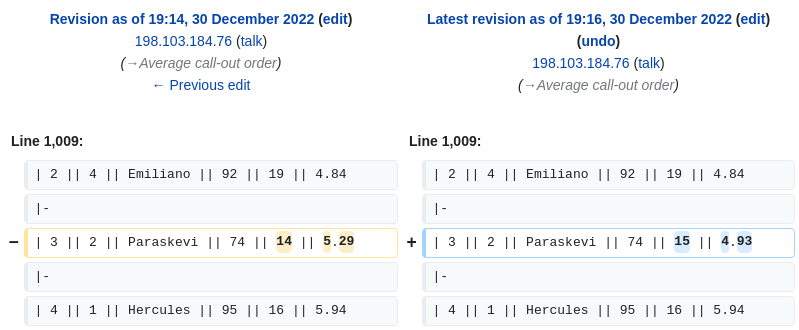 Revision as of 19:14, 30 December 2022 (edit)
198.103.184.76 (talk)
(→Average call-out order)
← Previous edit
Latest revision as of 19:16, 30 December 2022 (edit)
(undo)
198.103.184.76 (talk)
(→Average call-out order)
Line 1,009:
| 2 || 4 || Emiliano || 92 || 19 || 4.84
|-
− | 3 || 2 || Paraskevi || 74 || 14 || 5.29
|-
| 4 || 1 || Hercules || 95 || 16 || 5.94
Line 1,009:
| 2 || 4 || Emiliano || 92 || 19 || 4.84
|-
+ | 3 || 2 || Paraskevi || 74 || 15 || 4.93
|-
| 4 || 1 || Hercules || 95 || 16 || 5.94